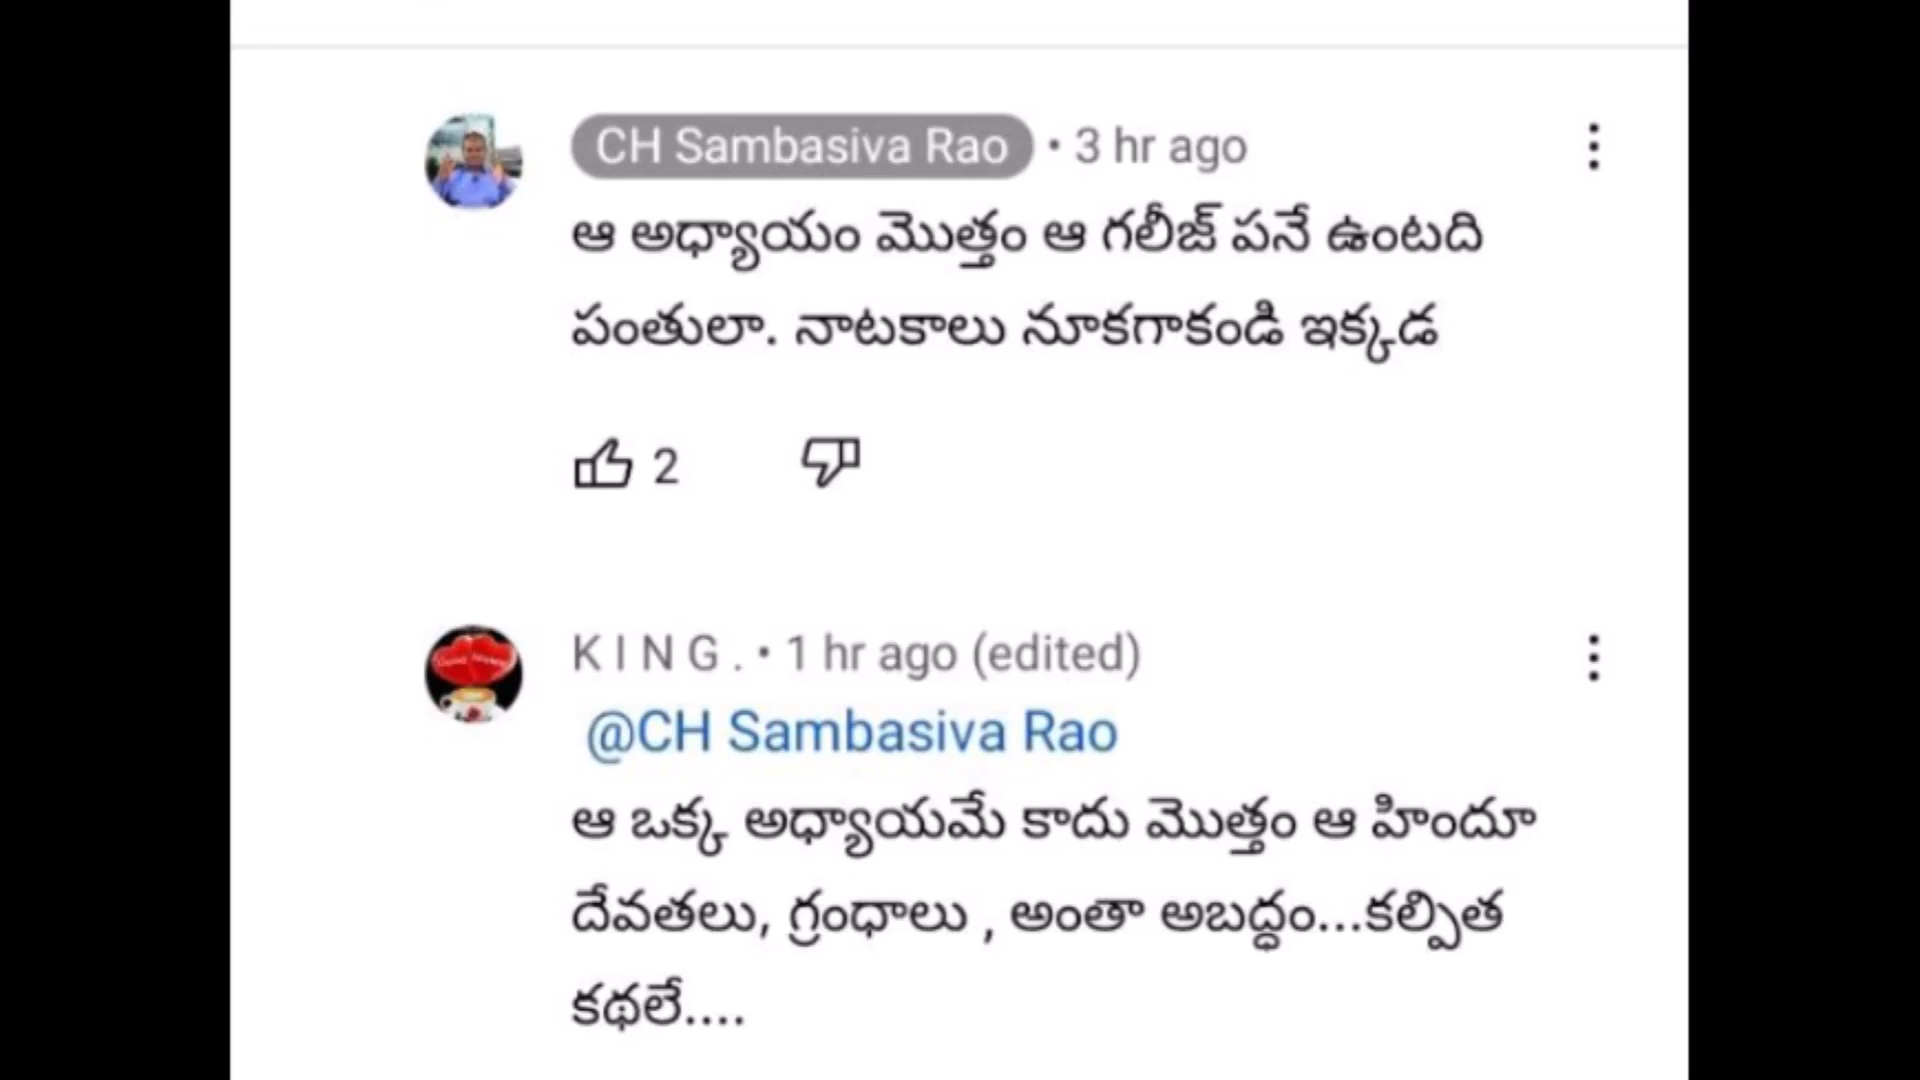 CH Sambasiva Rao • 3 hr ago
ఆ అధ్యాయం మొత్తం ఆ గలీజ్ పనే ఉంటది
పంతులా. నాటకాలు నూకగాకండి ఇక్కడ
2
K I N G . • 1 hr ago (edited)
@CH Sambasiva Rao
ఆ ఒక్క అధ్యాయమే కాదు మొత్తం ఆ హిందూ
దేవతలు, గ్రంధాలు , అంతా అబద్ధం...కల్పిత
కథలే....